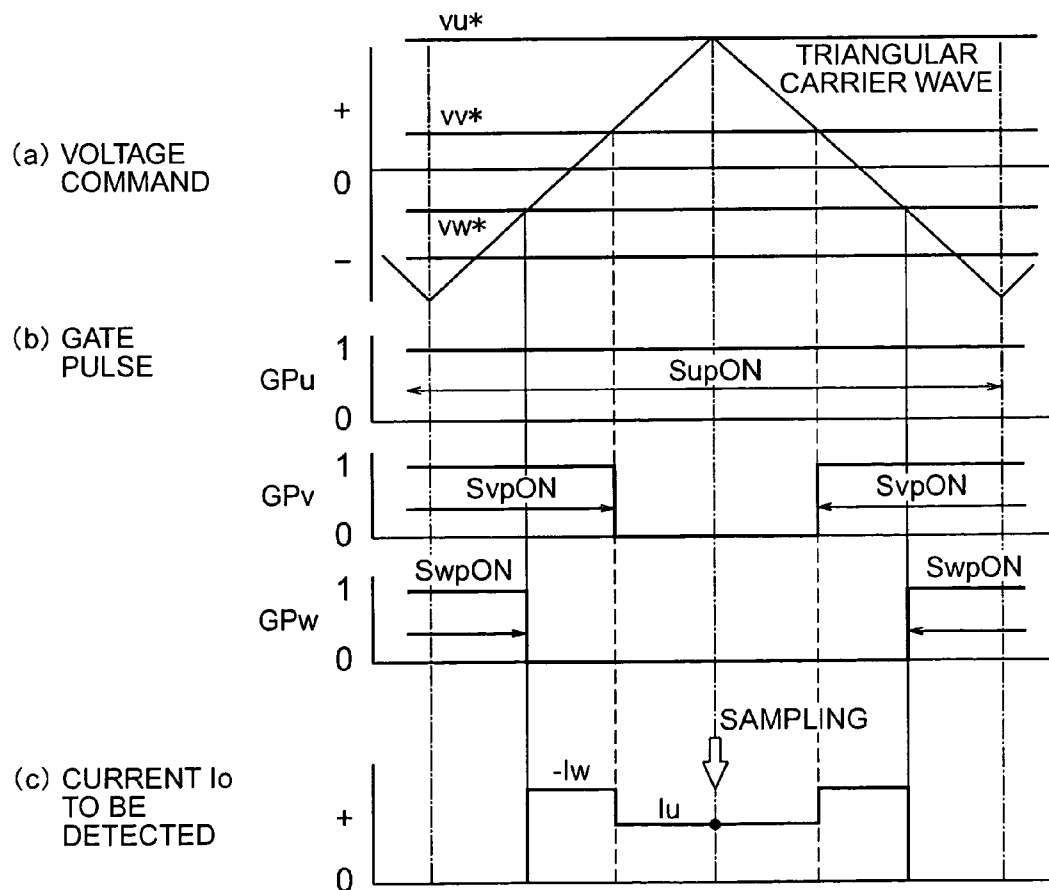 vu*
TRIANGULAR
CARRIER WAVE
+
vv*
(a) VOLTAGE
COMMAND
0
vw*
−
(b) GATE
PULSE
1
GPu
SupON
0
1
GPv
SvpON
SvpON
0
SwpON
SwpON
1
GPw
0
SAMPLING
(c) CURRENT Io
TO BE
DETECTED
-Iw
Iu
+
0